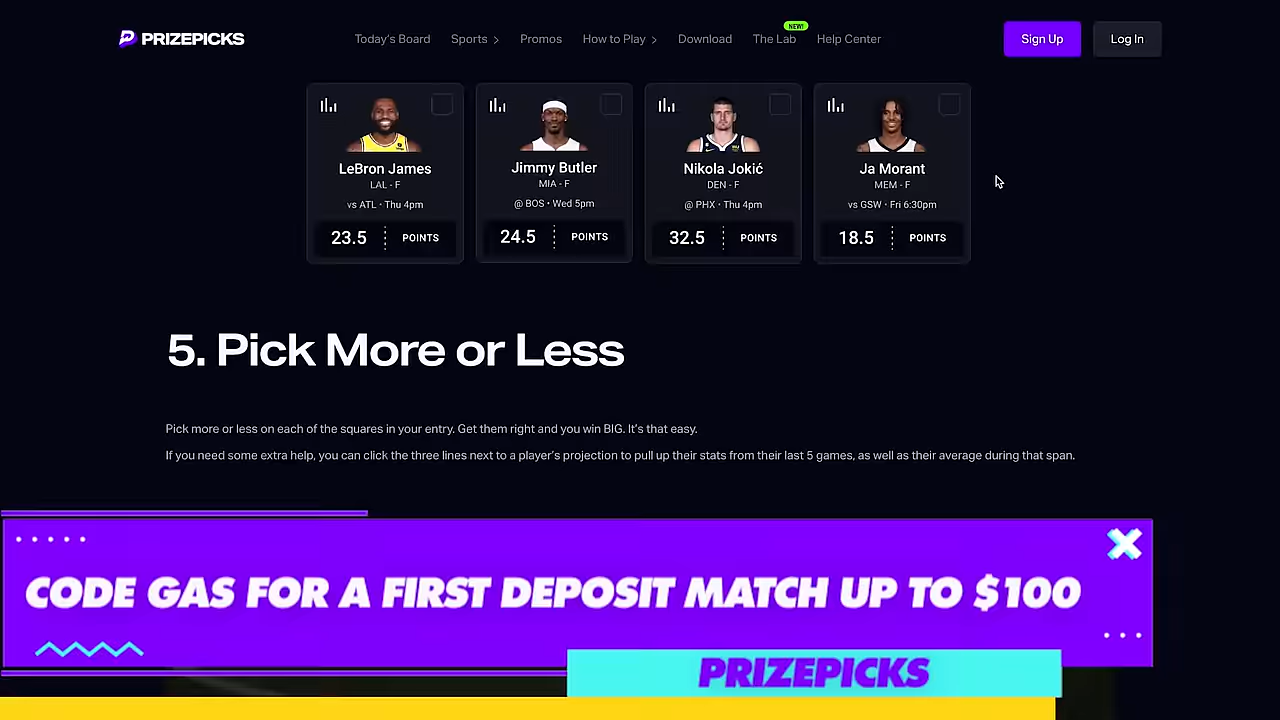 PRIZEPICKS
Today's Board
Sports
Promos
How to Play
Download
The Lab
NEW!
Help Center
Sign Up
Log In
LeBron James
LAL - F
vs ATL • Thu 4pm
23.5 POINTS
Jimmy Butler
MIA - F
@ BOS • Wed 5pm
24.5 POINTS
Nikola Jokić
DEN - F
@ PHX • Thu 4pm
32.5 POINTS
Ja Morant
MEM - F
vs GSW • Fri 6:30pm
18.5 POINTS
5. Pick More or Less
Pick more or less on each of the squares in your entry. Get them right and you win BIG. It's that easy.
If you need some extra help, you can click the three lines next to a player's projection to pull up their stats from their last 5 games, as well as their average during that span.
CODE GAS FOR A FIRST DEPOSIT MATCH UP TO $100
PRIZEPICKS